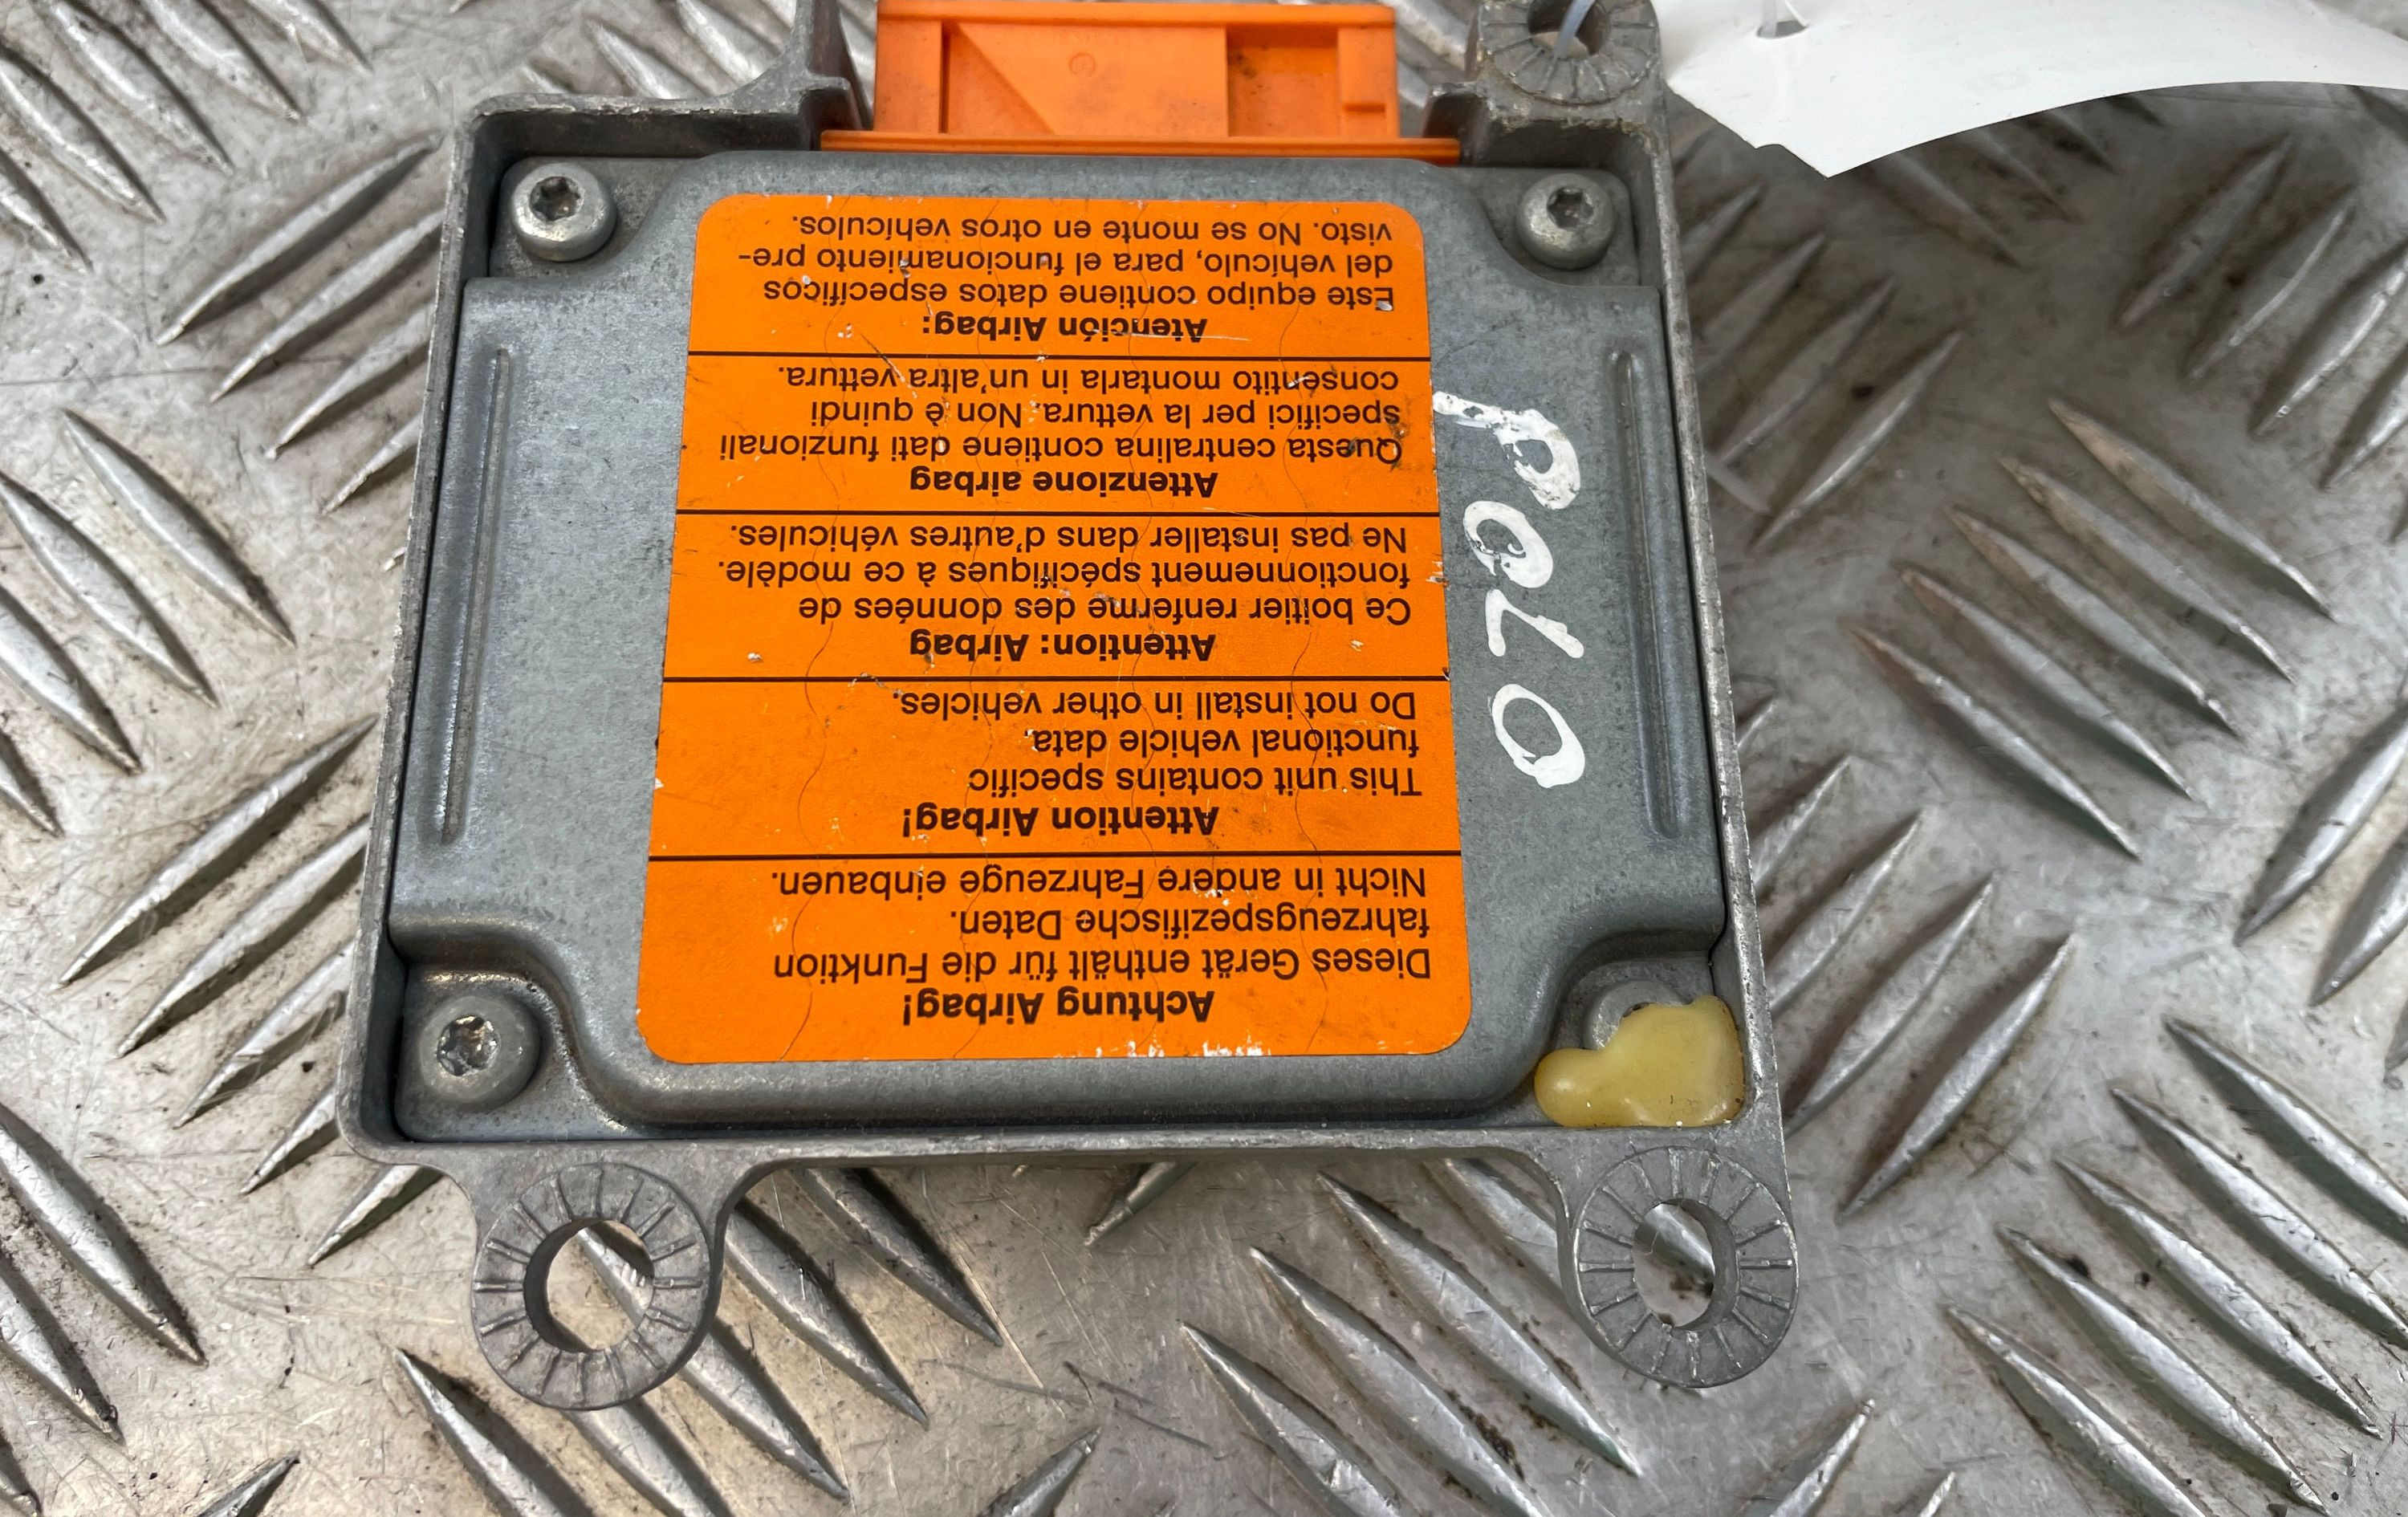 Achtung Airbag!
Dieses Gerät enthält für die Funktion
fahrzeugspezifische Daten.
Nicht in andere Fahrzeuge einbauen.
Attention Airbag!
This unit contains specific
functional vehicle data,
Do not install in other vehicles.
Attention: Airbag
Ce boitier renferme des données de
fonctionnement spécifiques à ce modèle.
Ne pas installer dans d'autres véhicules.
Attenzione airbag
Questa centralina contiene dati funzionali
specifici per la vettura. Non è quindi
consentito montarla in un'altra vettura.
Atención Airbag:
Este equipo contiene datos específicos
del vehículo, para el funcionamiento pre-
visto. No se monte en otros vehículos.